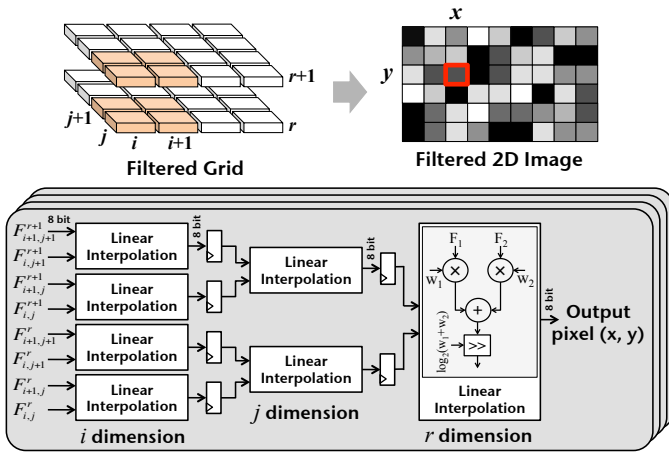 x
y
r+1
j+1
j
r
i
i+1
Filtered Grid
Filtered 2D Image
8 bit
F^{r+1}_{i+1,j+1}
F^{r+1}_{i,j+1}
F^{r+1}_{i+1,j}
F^{r+1}_{i,j}
F^{r}_{i+1,j+1}
F^{r}_{i,j+1}
F^{r}_{i+1,j}
F^{r}_{i,j}
Linear
Interpolation
Linear
Interpolation
Linear
Interpolation
Linear
Interpolation
8 bit
i dimension
Linear
Interpolation
Linear
Interpolation
8 bit
j dimension
F₁
F₂
×
×
w₁
w₂
+
log₂(w₁+w₂)
>>
Linear
Interpolation
r dimension
8 bit
Output
pixel (x, y)